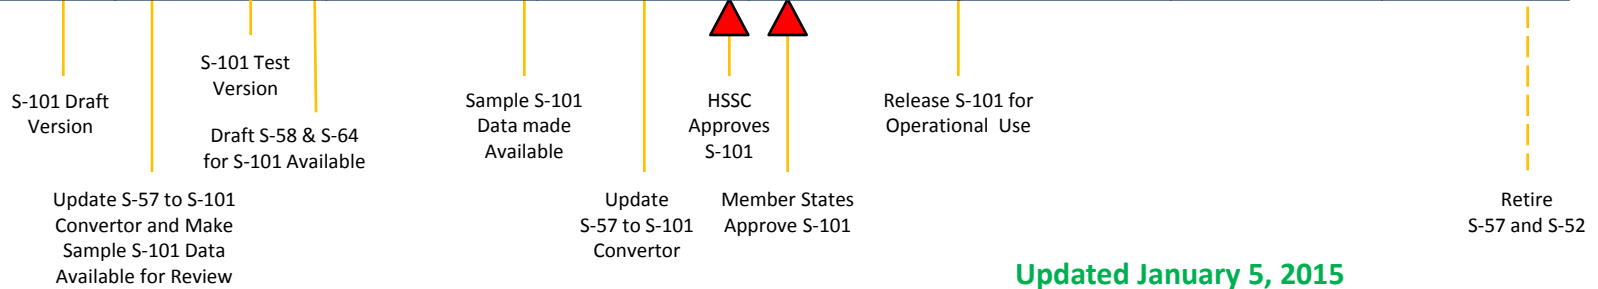 S-101 Draft
Version
Update S-57 to S-101
Convertor and Make
Sample S-101 Data
Available for Review
S-101 Test
Version
Draft S-58 & S-64
for S-101 Available
Sample S-101
Data made
Available
Update
S-57 to S-101
Convertor
HSSC
Approves
S-101
Member States
Approve S-101
Release S-101 for
Operational Use
Retire
S-57 and S-52
Updated January 5, 2015